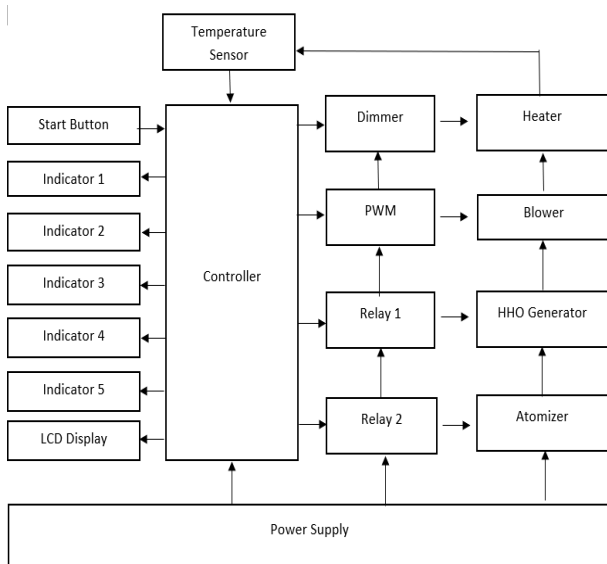 Temperature
Sensor
Start Button
Dimmer
Heater
Indicator 1
Indicator 2
PWM
Blower
Controller
Indicator 3
Relay 1
HHO Generator
Indicator 4
Indicator 5
Relay 2
Atomizer
LCD Display
Power Supply